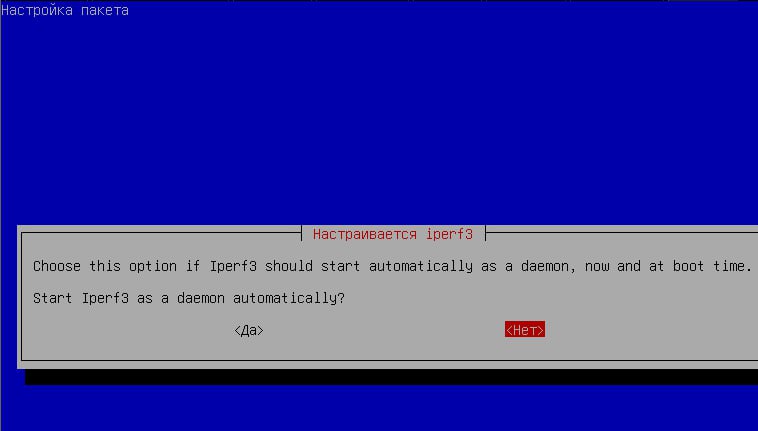 Настройка пакета
Настраивается iperf3
Choose this option if Iperf3 should start automatically as a daemon, now and at boot time.
Start Iperf3 as a daemon automatically?
<Да> <Нет>